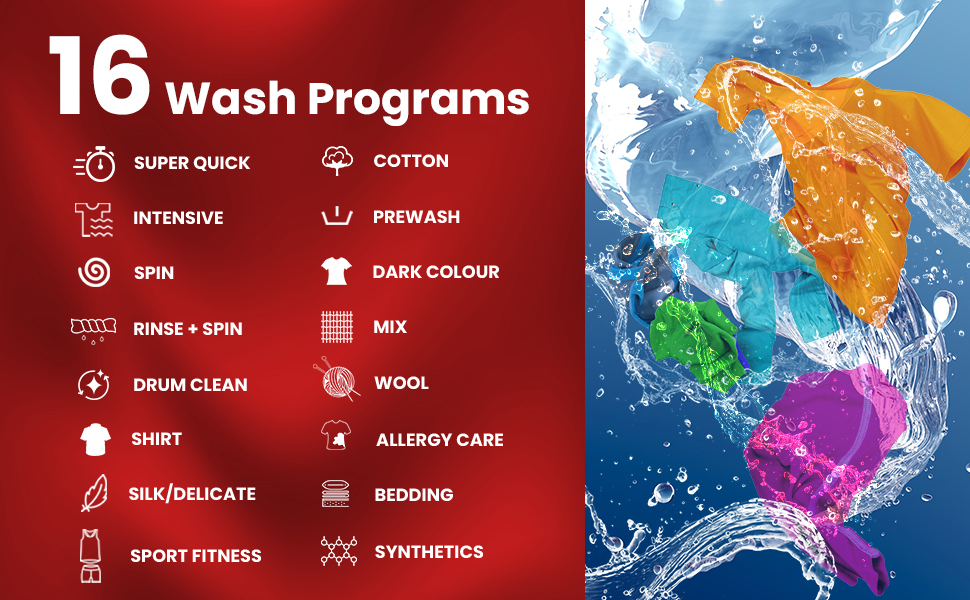 16 Wash Programs
SUPER QUICK
INTENSIVE
SPIN
RINSE + SPIN
DRUM CLEAN
SHIRT
SILK/DELICATE
SPORT FITNESS
COTTON
PREWASH
DARK COLOUR
MIX
WOOL
ALLERGY CARE
BEDDING
SYNTHETICS